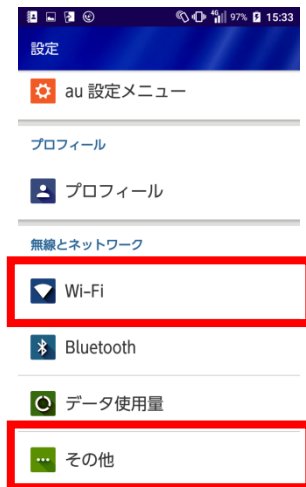 97% 15:33
設定
au 設定メニュー
プロフィール
プロフィール
無線とネットワーク
Wi-Fi
Bluetooth
データ使用量
その他